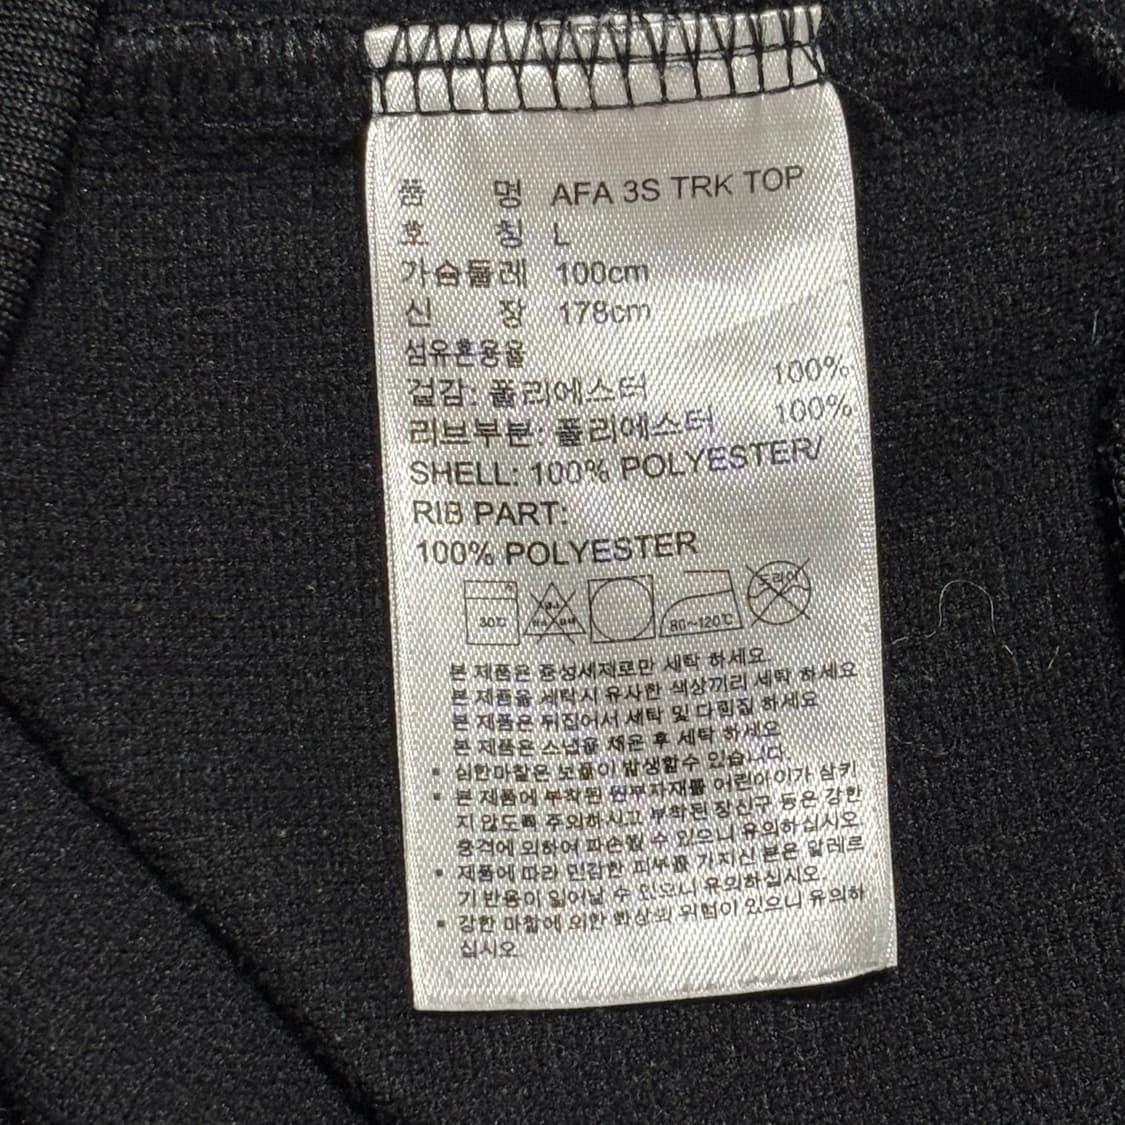 품 명 AFA 3S TRK TOP
호 칭 L
가슴둘레 100cm
신 장 178cm
섬유혼용율
겉감: 폴리에스터 100%
리브부분: 폴리에스터 100%
SHELL: 100% POLYESTER/
RIB PART:
100% POLYESTER
30℃
80~120℃
드라이
본 제품은 중성세제로만 세탁 하세요.
본 제품을 세탁시 유사한 색상끼리 세탁 하세요
본 제품은 뒤집어서 세탁 및 다림질 하세요
본 제품은 스냅을 채운 후 세탁 하세요
▪ 심한마찰은 보풀이 발생할수 있습니다.
▪ 본 제품에 부착된 원부자재를 어린아이가 삼키
지 않도록 주의하시고 부착된 장신구 등은 강한
충격에 의하여 파손될 수 있으니 유의하십시오
▪ 제품에 따라 민감한 피부를 가지신 분은 알레르
기 반응이 일어날 수 있으니 유의하십시오.
▪ 강한 마찰에 의한 화상의 위험이 있으니 유의하
십시오